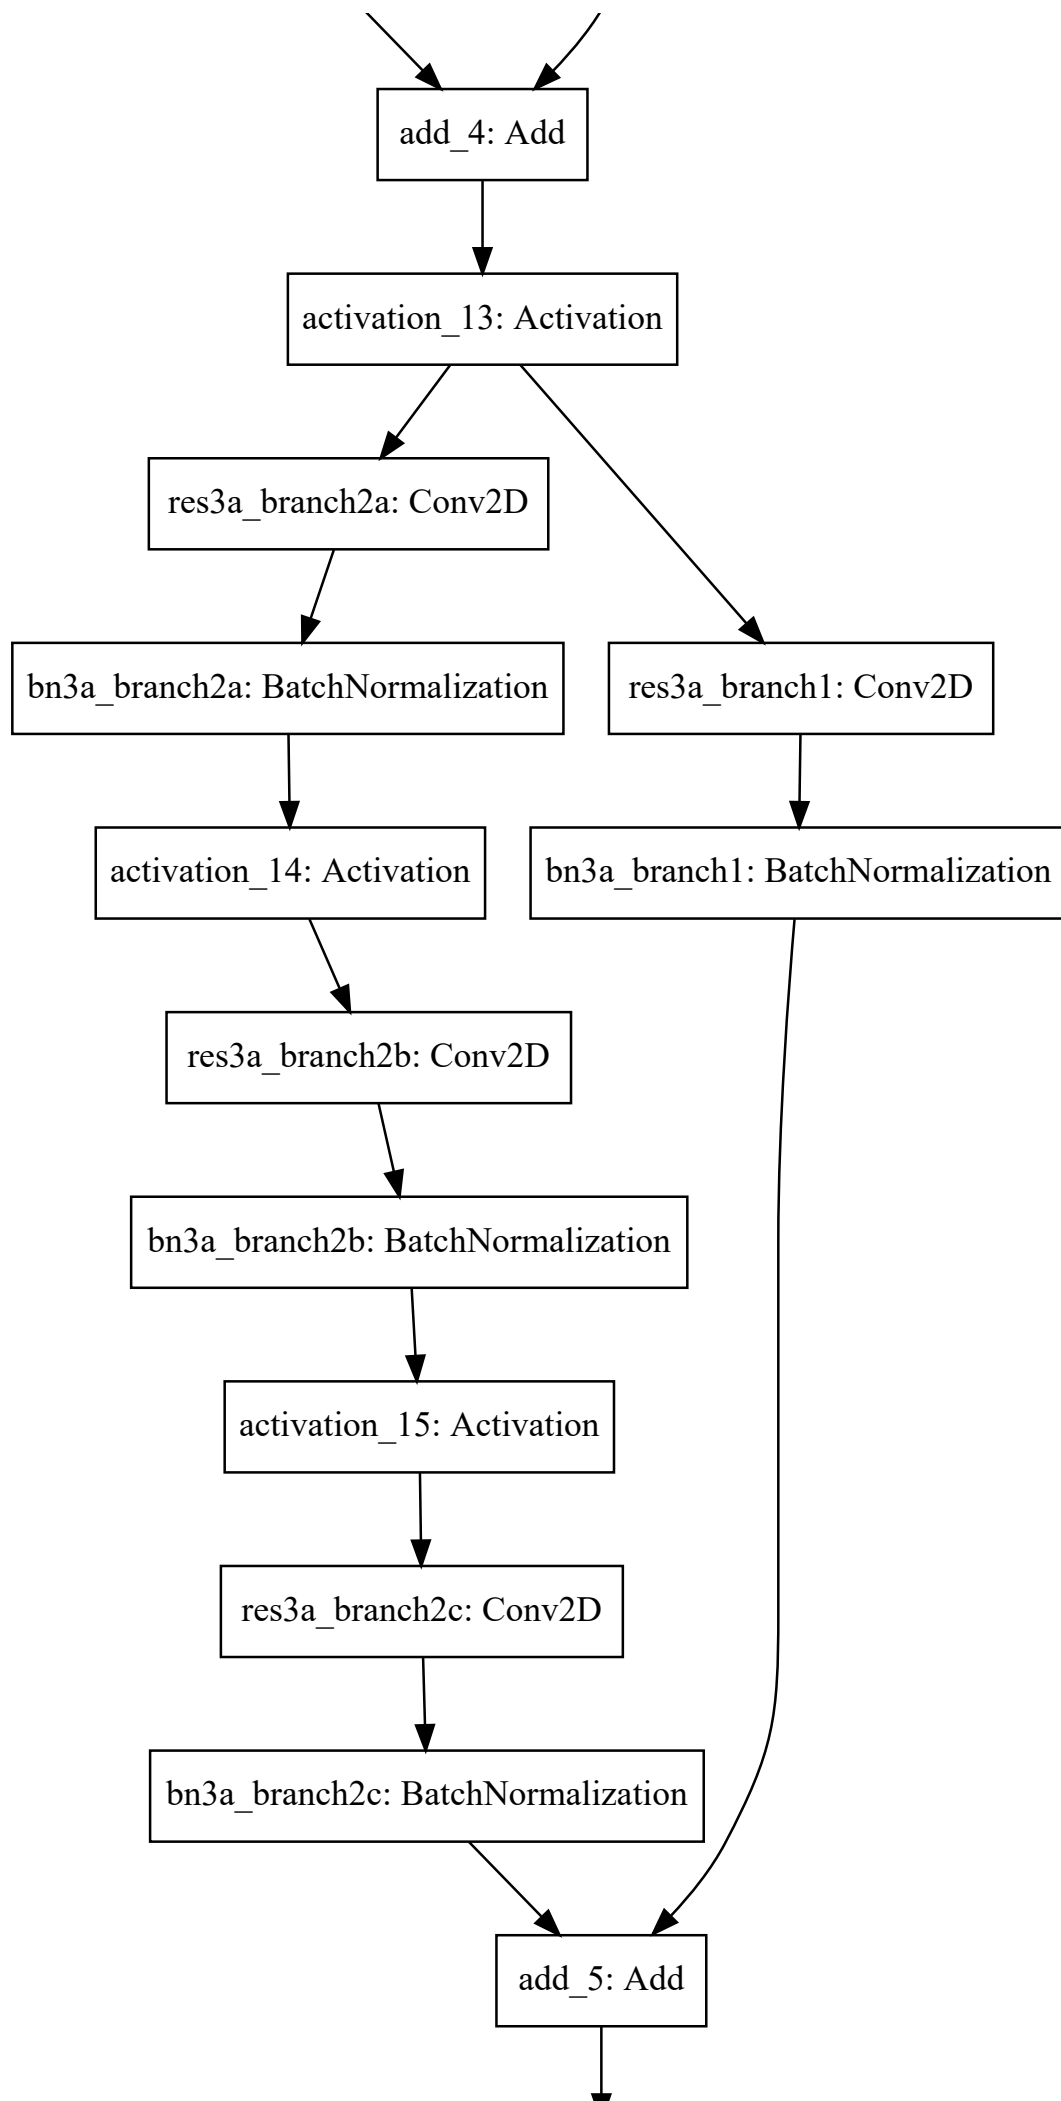 add_4: Add
activation_13: Activation
res3a_branch2a: Conv2D
bn3a_branch2a: BatchNormalization
res3a_branch1: Conv2D
activation_14: Activation
bn3a_branch1: BatchNormalization
res3a_branch2b: Conv2D
bn3a_branch2b: BatchNormalization
activation_15: Activation
res3a_branch2c: Conv2D
bn3a_branch2c: BatchNormalization
add_5: Add